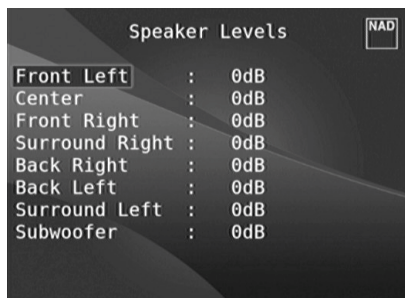 Speaker Levels
NAD
Front Left : 0dB
Center : 0dB
Front Right : 0dB
Surround Right : 0dB
Back Right : 0dB
Back Left : 0dB
Surround Left : 0dB
Subwoofer : 0dB